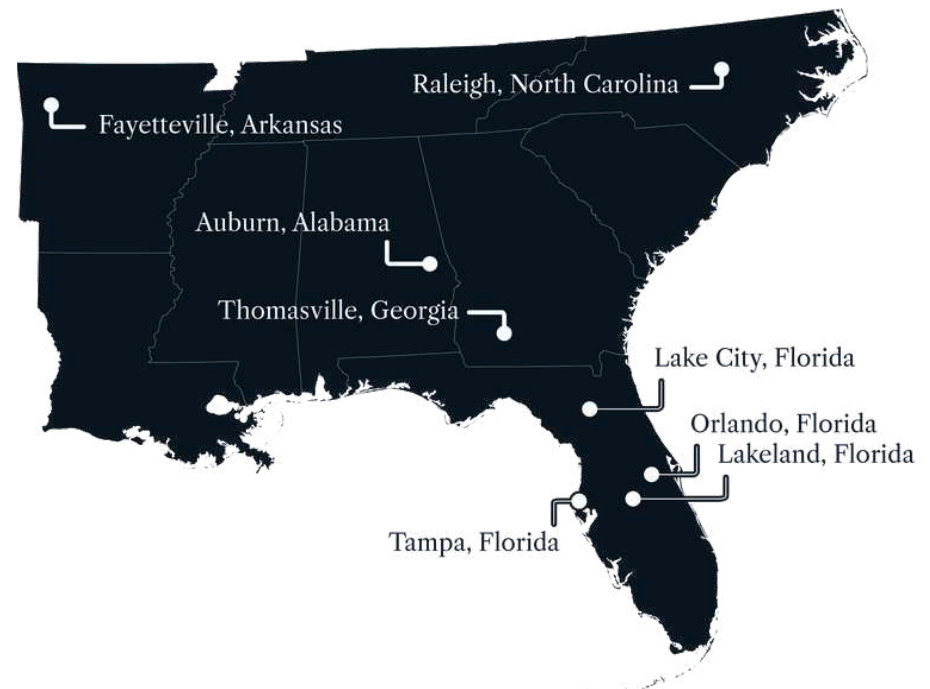 Raleigh, North Carolina
Fayetteville, Arkansas
Auburn, Alabama
Thomasville, Georgia
Lake City, Florida
Orlando, Florida
Lakeland, Florida
Tampa, Florida